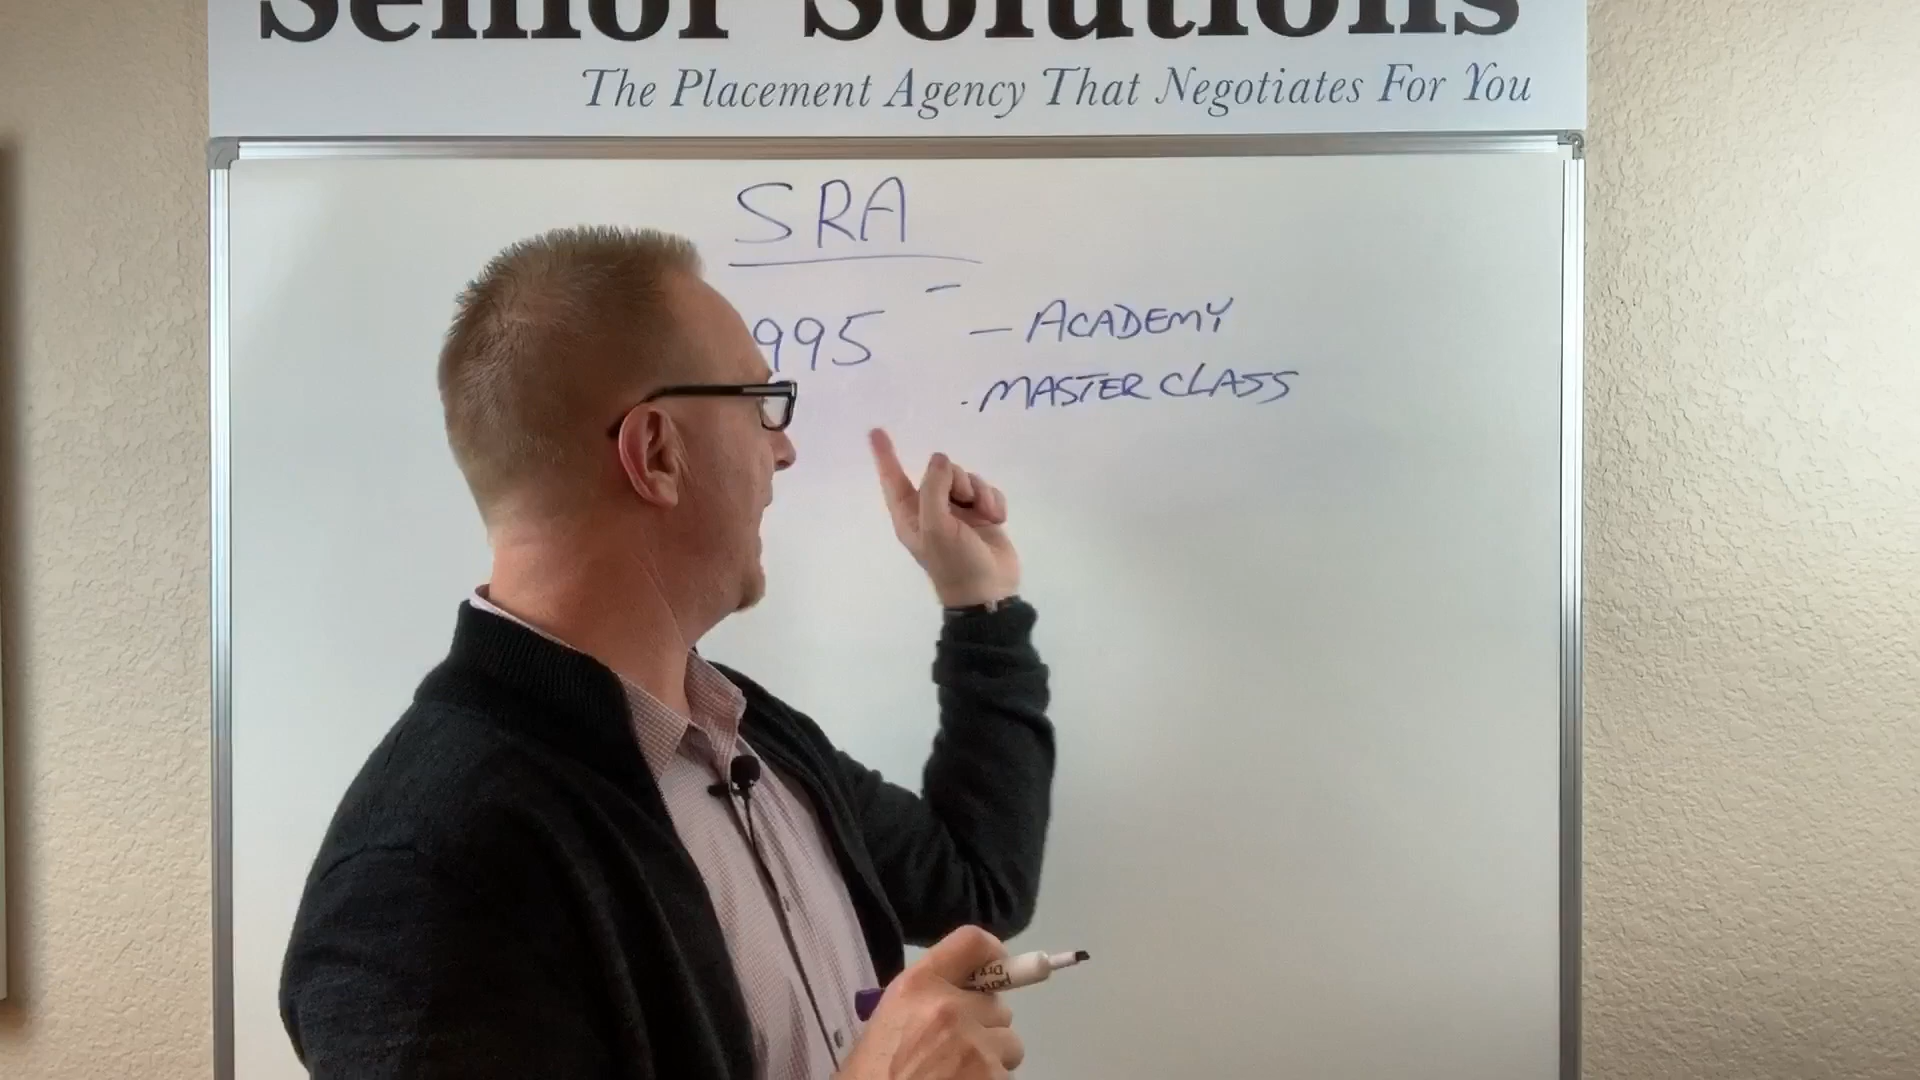 Senior Solutions
The Placement Agency That Negotiates For You
SRA
995 - ACADEMY
. MASTER CLASS